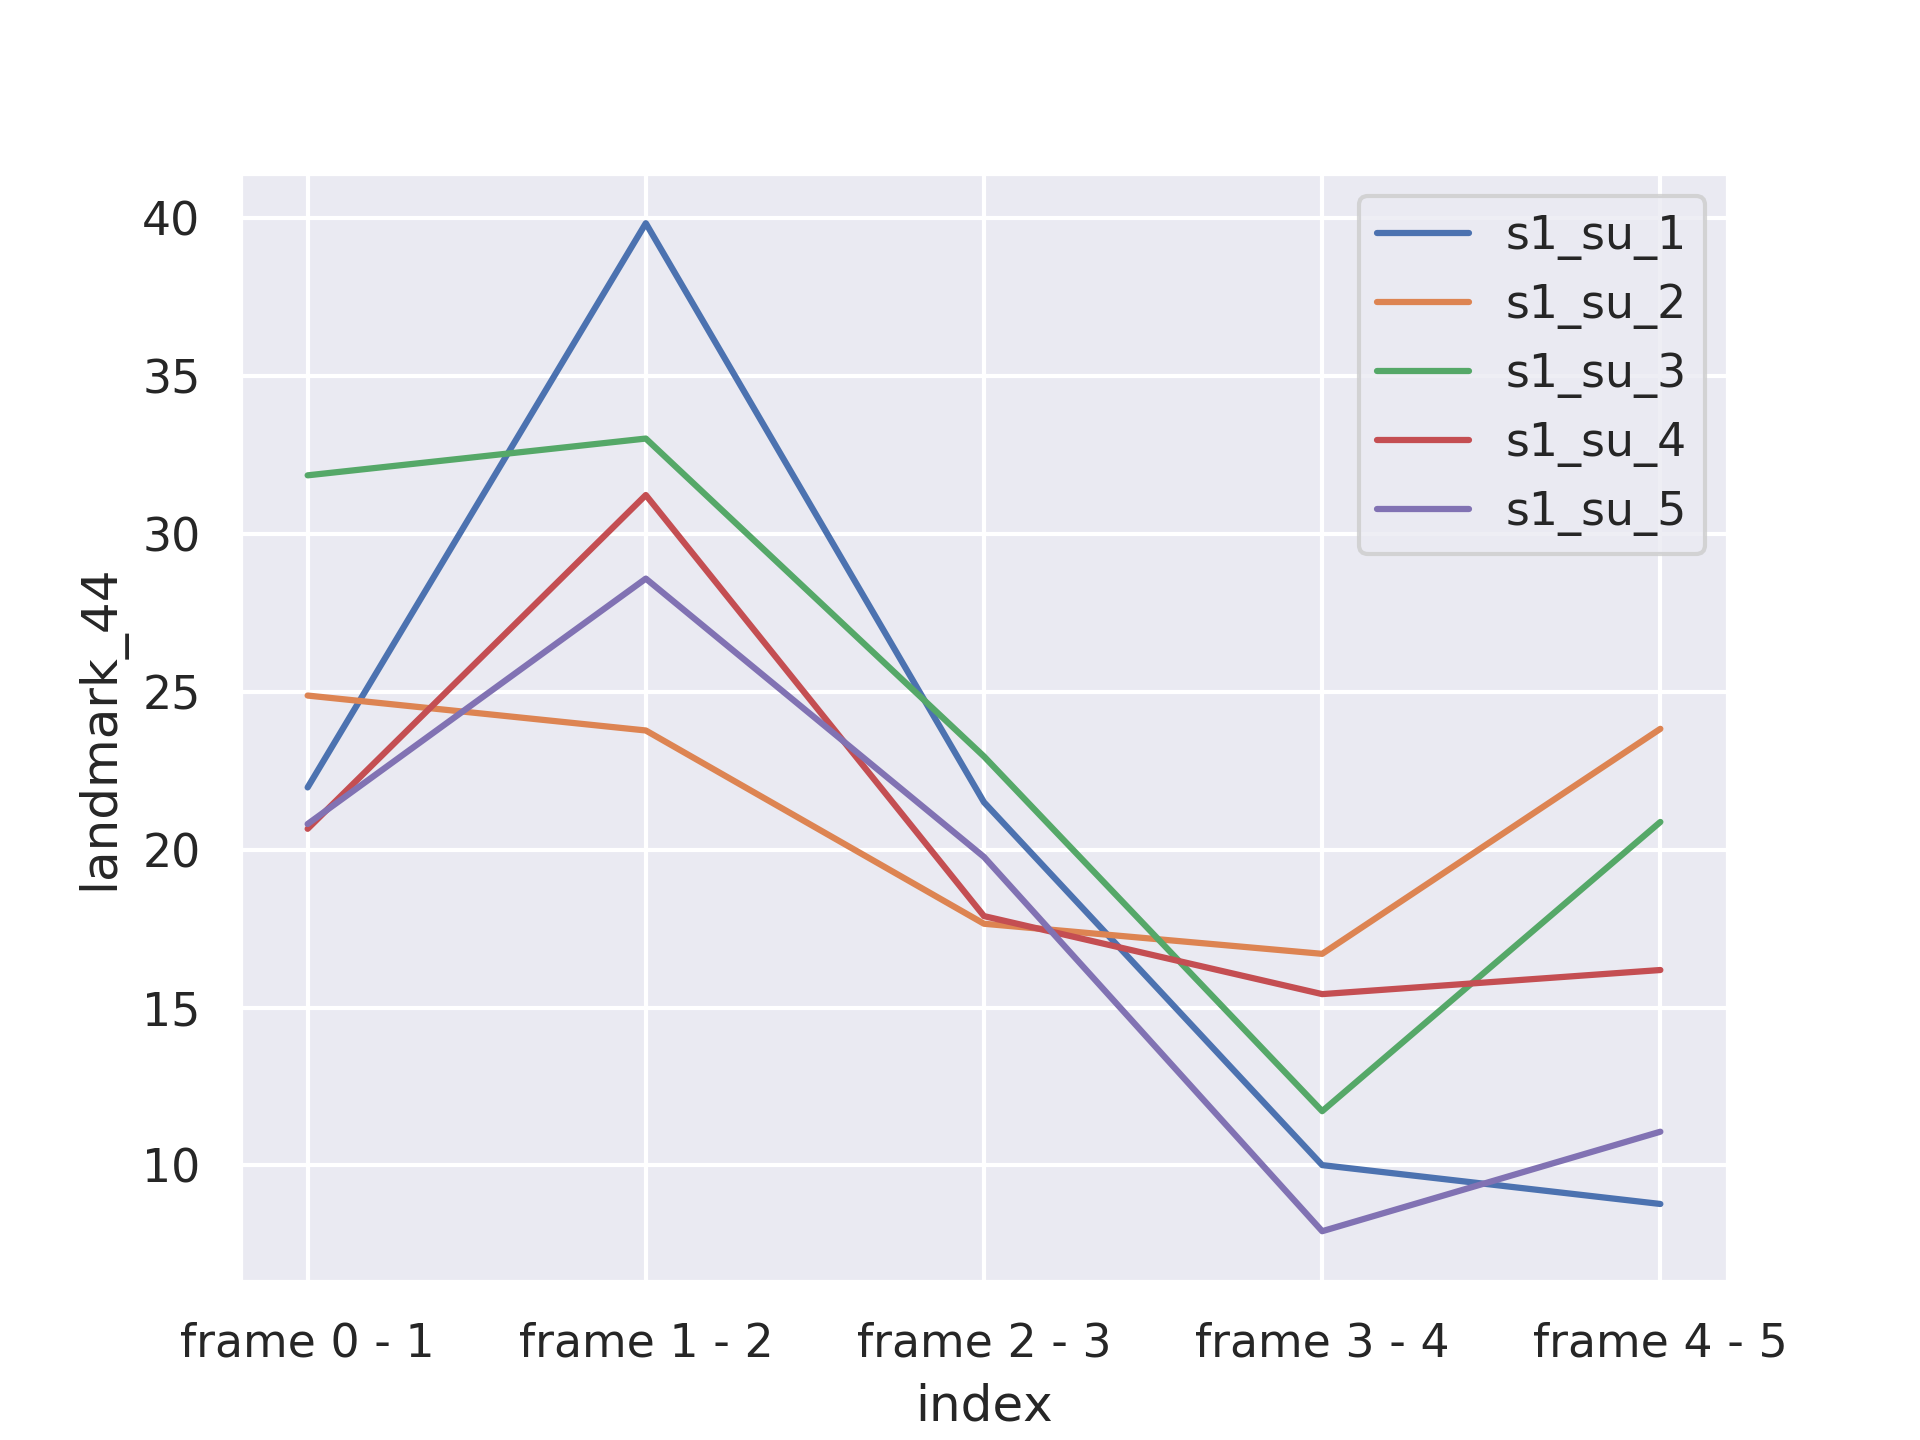 s1_su_1
s1_su_2
s1_su_3
s1_su_4
s1_su_5
40
35
30
25
20
15
10
landmark_44
frame 0 - 1
frame 1 - 2
frame 2 - 3
frame 3 - 4
frame 4 - 5
index